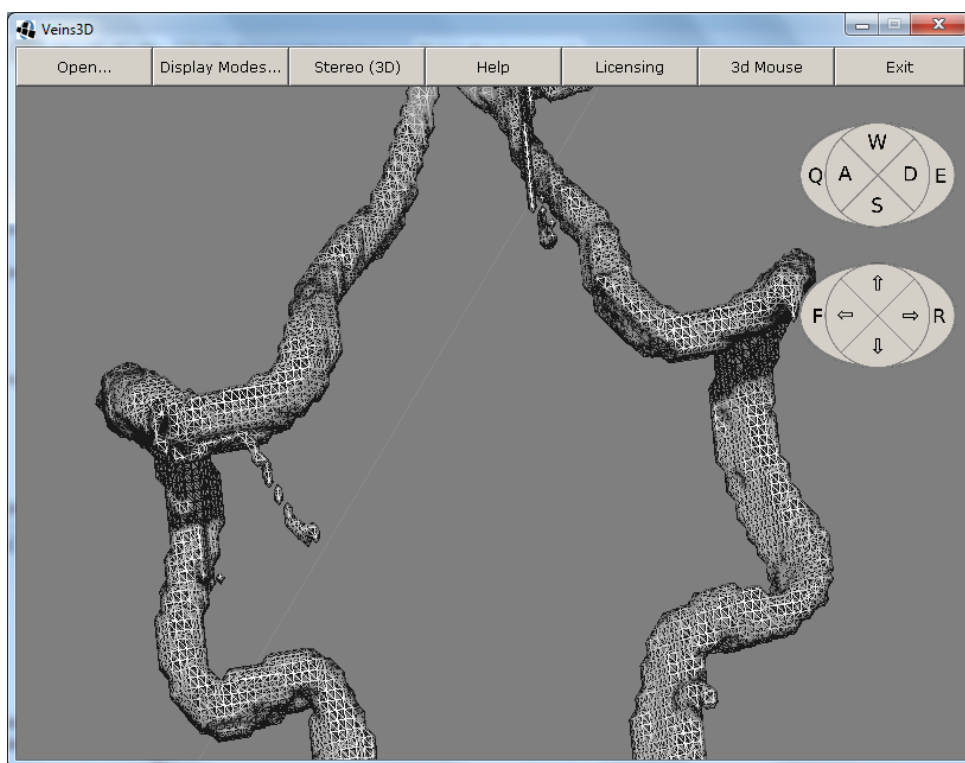 Veins3D
Open... Display Modes... Stereo (3D) Help Licensing 3d Mouse Exit
W
Q A D E
S
⇧
F ⇦ ⇨ R
⇩